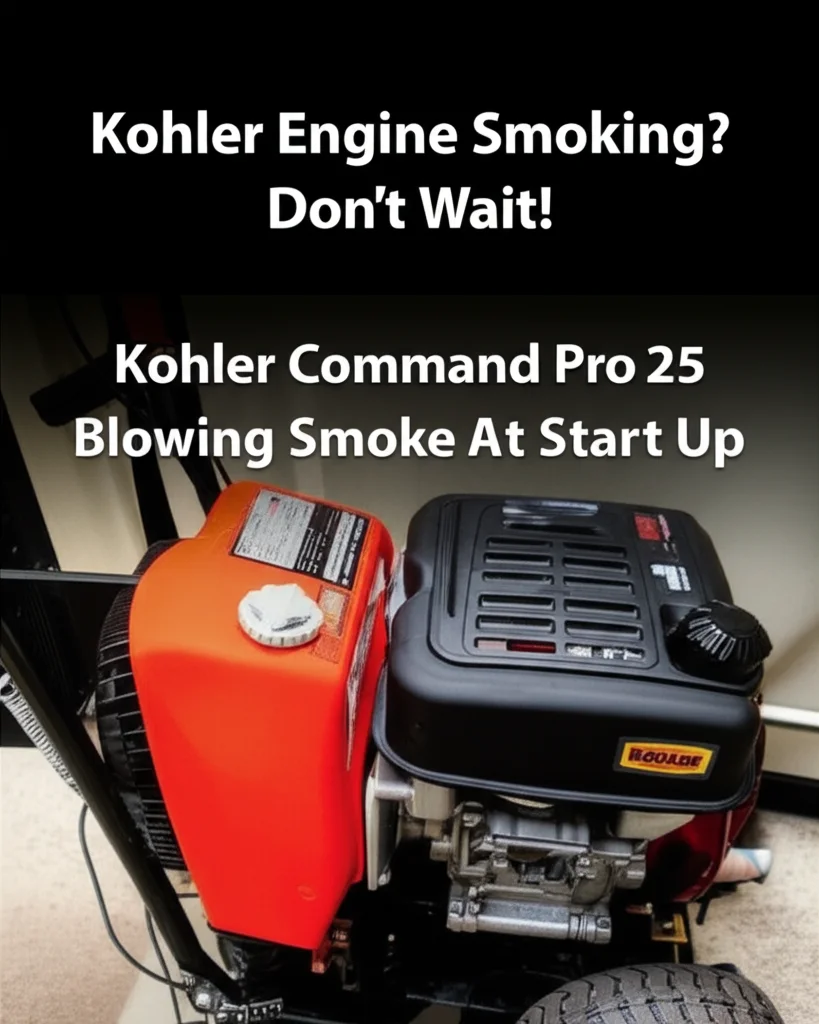 Kohler Engine Smoking?
Don't Wait!
Kohler Command Pro 25
Blowing Smoke At Start Up